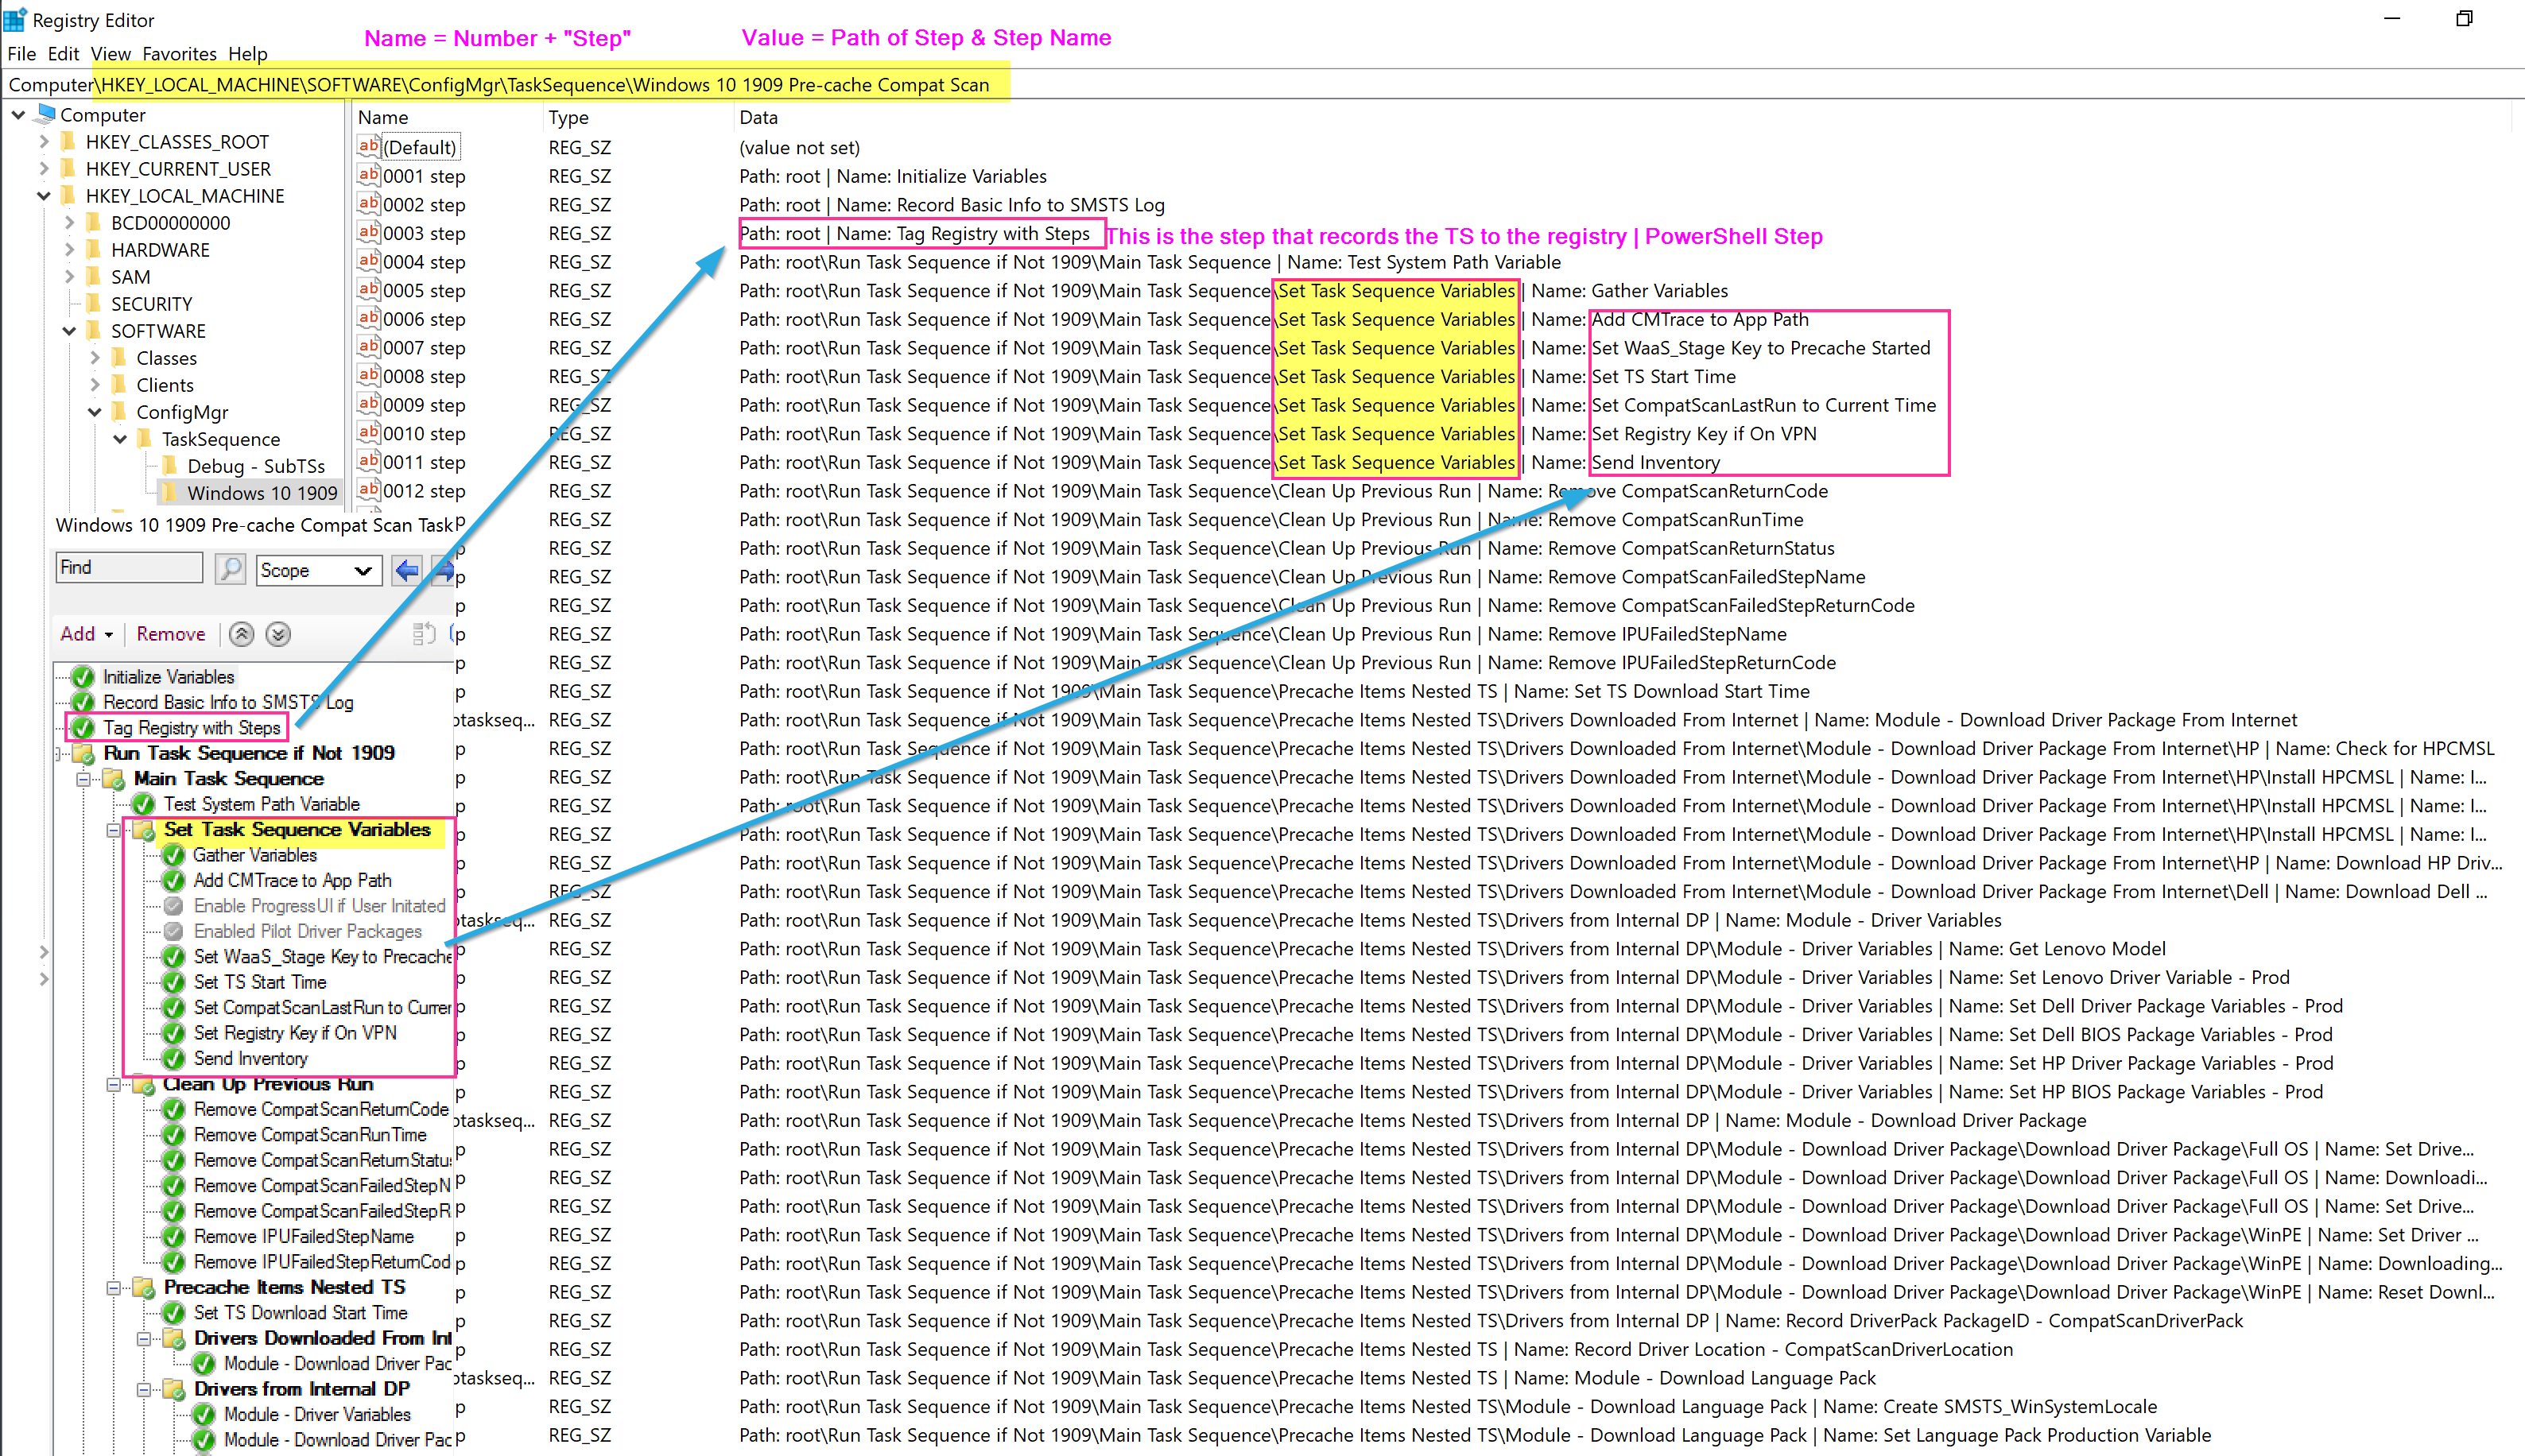 Registry Editor
Name = Number + "Step"
Value = Path of Step & Step Name
File Edit View Favorites Help
Computer\HKEY_LOCAL_MACHINE\SOFTWARE\ConfigMgr\TaskSequence\Windows 10 1909 Pre-cache Compat Scan
Computer
HKEY_CLASSES_ROOT
HKEY_CURRENT_USER
HKEY_LOCAL_MACHINE
BCD00000000
HARDWARE
SAM
SECURITY
SOFTWARE
Classes
Clients
ConfigMgr
TaskSequence
Debug - SubTSs
Windows 10 1909
Name Type Data
(Default) REG_SZ (value not set)
0001 step REG_SZ Path: root | Name: Initialize Variables
0002 step REG_SZ Path: root | Name: Record Basic Info to SMSTS Log
0003 step REG_SZ Path: root | Name: Tag Registry with Steps This is the step that records the TS to the registry | PowerShell Step
0004 step REG_SZ Path: root\Run Task Sequence if Not 1909\Main Task Sequence | Name: Test System Path Variable
0005 step REG_SZ Path: root\Run Task Sequence if Not 1909\Main Task Sequence\Set Task Sequence Variables | Name: Gather Variables
0006 step REG_SZ Path: root\Run Task Sequence if Not 1909\Main Task Sequence\Set Task Sequence Variables | Name: Add CMTrace to App Path
0007 step REG_SZ Path: root\Run Task Sequence if Not 1909\Main Task Sequence\Set Task Sequence Variables | Name: Set WaaS_Stage Key to Precache Started
0008 step REG_SZ Path: root\Run Task Sequence if Not 1909\Main Task Sequence\Set Task Sequence Variables | Name: Set TS Start Time
0009 step REG_SZ Path: root\Run Task Sequence if Not 1909\Main Task Sequence\Set Task Sequence Variables | Name: Set CompatScanLastRun to Current Time
0010 step REG_SZ Path: root\Run Task Sequence if Not 1909\Main Task Sequence\Set Task Sequence Variables | Name: Set Registry Key if On VPN
0011 step REG_SZ Path: root\Run Task Sequence if Not 1909\Main Task Sequence\Set Task Sequence Variables | Name: Send Inventory
0012 step REG_SZ Path: root\Run Task Sequence if Not 1909\Main Task Sequence\Clean Up Previous Run | Name: Remove CompatScanReturnCode
p REG_SZ Path: root\Run Task Sequence if Not 1909\Main Task Sequence\Clean Up Previous Run | Name: Remove CompatScanRunTime
p REG_SZ Path: root\Run Task Sequence if Not 1909\Main Task Sequence\Clean Up Previous Run | Name: Remove CompatScanReturnStatus
p REG_SZ Path: root\Run Task Sequence if Not 1909\Main Task Sequence\Clean Up Previous Run | Name: Remove CompatScanFailedStepName
p REG_SZ Path: root\Run Task Sequence if Not 1909\Main Task Sequence\Clean Up Previous Run | Name: Remove CompatScanFailedStepReturnCode
p REG_SZ Path: root\Run Task Sequence if Not 1909\Main Task Sequence\Clean Up Previous Run | Name: Remove IPUFailedStepName
p REG_SZ Path: root\Run Task Sequence if Not 1909\Main Task Sequence\Clean Up Previous Run | Name: Remove IPUFailedStepReturnCode
p REG_SZ Path: root\Run Task Sequence if Not 1909\Main Task Sequence\Precache Items Nested TS | Name: Set TS Download Start Time
otaskseq... REG_SZ Path: root\Run Task Sequence if Not 1909\Main Task Sequence\Precache Items Nested TS\Drivers Downloaded From Internet | Name: Module - Download Driver Package From Internet
p REG_SZ Path: root\Run Task Sequence if Not 1909\Main Task Sequence\Precache Items Nested TS\Drivers Downloaded From Internet\Module - Download Driver Package From Internet\HP | Name: Check for HPCMSL
p REG_SZ Path: root\Run Task Sequence if Not 1909\Main Task Sequence\Precache Items Nested TS\Drivers Downloaded From Internet\Module - Download Driver Package From Internet\HP\Install HPCMSL | Name: I...
p REG_SZ Path: root\Run Task Sequence if Not 1909\Main Task Sequence\Precache Items Nested TS\Drivers Downloaded From Internet\Module - Download Driver Package From Internet\HP\Install HPCMSL | Name: I...
p REG_SZ Path: root\Run Task Sequence if Not 1909\Main Task Sequence\Precache Items Nested TS\Drivers Downloaded From Internet\Module - Download Driver Package From Internet\HP\Install HPCMSL | Name: I...
p REG_SZ Path: root\Run Task Sequence if Not 1909\Main Task Sequence\Precache Items Nested TS\Drivers Downloaded From Internet\Module - Download Driver Package From Internet\HP | Name: Download HP Driv...
p REG_SZ Path: root\Run Task Sequence if Not 1909\Main Task Sequence\Precache Items Nested TS\Drivers Downloaded From Internet\Module - Download Driver Package From Internet\Dell | Name: Download Dell ...
otaskseq... REG_SZ Path: root\Run Task Sequence if Not 1909\Main Task Sequence\Precache Items Nested TS\Drivers from Internal DP | Name: Module - Driver Variables
p REG_SZ Path: root\Run Task Sequence if Not 1909\Main Task Sequence\Precache Items Nested TS\Drivers from Internal DP\Module - Driver Variables | Name: Get Lenovo Model
p REG_SZ Path: root\Run Task Sequence if Not 1909\Main Task Sequence\Precache Items Nested TS\Drivers from Internal DP\Module - Driver Variables | Name: Set Lenovo Driver Variable - Prod
p REG_SZ Path: root\Run Task Sequence if Not 1909\Main Task Sequence\Precache Items Nested TS\Drivers from Internal DP\Module - Driver Variables | Name: Set Dell Driver Package Variables - Prod
p REG_SZ Path: root\Run Task Sequence if Not 1909\Main Task Sequence\Precache Items Nested TS\Drivers from Internal DP\Module - Driver Variables | Name: Set Dell BIOS Package Variables - Prod
p REG_SZ Path: root\Run Task Sequence if Not 1909\Main Task Sequence\Precache Items Nested TS\Drivers from Internal DP\Module - Driver Variables | Name: Set HP Driver Package Variables - Prod
p REG_SZ Path: root\Run Task Sequence if Not 1909\Main Task Sequence\Precache Items Nested TS\Drivers from Internal DP\Module - Driver Variables | Name: Set HP BIOS Package Variables - Prod
otaskseq... REG_SZ Path: root\Run Task Sequence if Not 1909\Main Task Sequence\Precache Items Nested TS\Drivers from Internal DP | Name: Module - Download Driver Package
p REG_SZ Path: root\Run Task Sequence if Not 1909\Main Task Sequence\Precache Items Nested TS\Drivers from Internal DP\Module - Download Driver Package\Download Driver Package\Full OS | Name: Set Drive...
p REG_SZ Path: root\Run Task Sequence if Not 1909\Main Task Sequence\Precache Items Nested TS\Drivers from Internal DP\Module - Download Driver Package\Download Driver Package\Full OS | Name: Downloadi...
p REG_SZ Path: root\Run Task Sequence if Not 1909\Main Task Sequence\Precache Items Nested TS\Drivers from Internal DP\Module - Download Driver Package\Download Driver Package\Full OS | Name: Set Drive...
p REG_SZ Path: root\Run Task Sequence if Not 1909\Main Task Sequence\Precache Items Nested TS\Drivers from Internal DP\Module - Download Driver Package\Download Driver Package\WinPE | Name: Set Driver ...
p REG_SZ Path: root\Run Task Sequence if Not 1909\Main Task Sequence\Precache Items Nested TS\Drivers from Internal DP\Module - Download Driver Package\Download Driver Package\WinPE | Name: Downloading...
p REG_SZ Path: root\Run Task Sequence if Not 1909\Main Task Sequence\Precache Items Nested TS\Drivers from Internal DP\Module - Download Driver Package\Download Driver Package\WinPE | Name: Reset Downl...
p REG_SZ Path: root\Run Task Sequence if Not 1909\Main Task Sequence\Precache Items Nested TS\Drivers from Internal DP | Name: Record DriverPack PackageID - CompatScanDriverPack
p REG_SZ Path: root\Run Task Sequence if Not 1909\Main Task Sequence\Precache Items Nested TS | Name: Record Driver Location - CompatScanDriverLocation
otaskseq... REG_SZ Path: root\Run Task Sequence if Not 1909\Main Task Sequence\Precache Items Nested TS | Name: Module - Download Language Pack
p REG_SZ Path: root\Run Task Sequence if Not 1909\Main Task Sequence\Precache Items Nested TS\Module - Download Language Pack | Name: Create SMSTS_WinSystemLocale
p REG_SZ Path: root\Run Task Sequence if Not 1909\Main Task Sequence\Precache Items Nested TS\Module - Download Language Pack | Name: Set Language Pack Production Variable
Windows 10 1909 Pre-cache Compat Scan Task
Find Scope
Add Remove
Initialize Variables
Record Basic Info to SMSTS Log
Tag Registry with Steps
Run Task Sequence if Not 1909
Main Task Sequence
Test System Path Variable
Set Task Sequence Variables
Gather Variables
Add CMTrace to App Path
Enable ProgressUI if User Initated
Enabled Pilot Driver Packages
Set WaaS_Stage Key to Precache
Set TS Start Time
Set CompatScanLastRun to Currer
Set Registry Key if On VPN
Send Inventory
Clean Up Previous Run
Remove CompatScanReturnCode
Remove CompatScanRunTime
Remove CompatScanReturnStatu
Remove CompatScanFailedStepN
Remove CompatScanFailedStepR
Remove IPUFailedStepName
Remove IPUFailedStepReturnCod
Precache Items Nested TS
Set TS Download Start Time
Drivers Downloaded From Int
Module - Download Driver Pac
Drivers from Internal DP
Module - Driver Variables
Module - Download Driver Pac